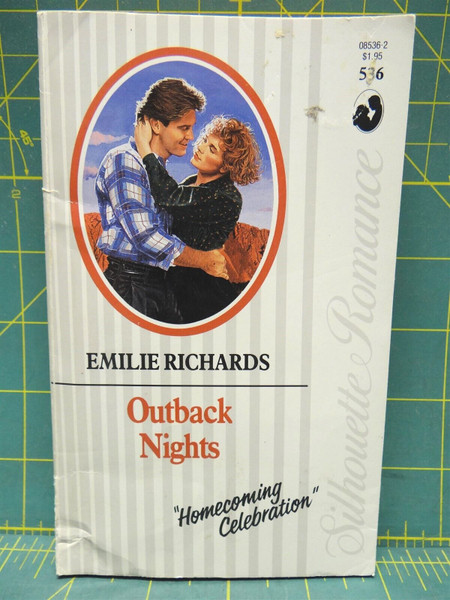 08536-2
$1.95
536
EMILIE RICHARDS
Outback
Nights
"Homecoming
Celebration"
Silhouette Romance